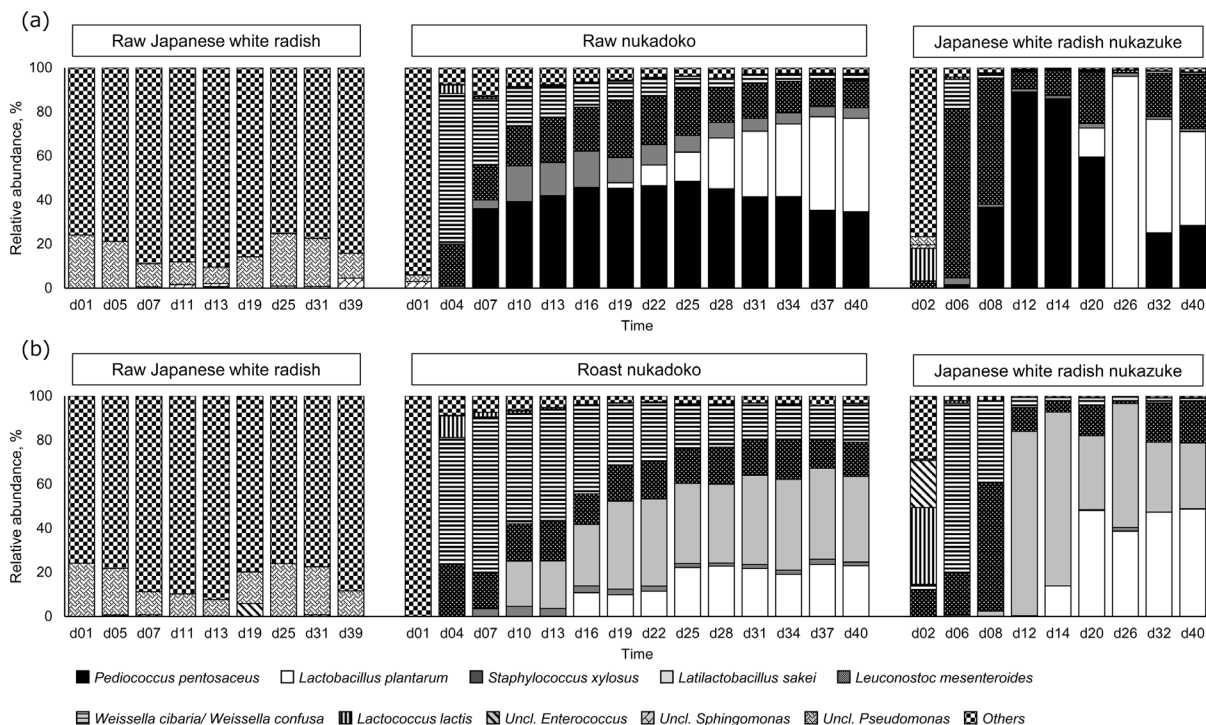 (a)
Raw Japanese white radish Raw nukadoko Japanese white radish nukazuke
Relative abundance, %
100
80
60
40
20
0
d01 d05 d07 d11 d13 d19 d25 d31 d39 d01 d04 d07 d10 d13 d16 d19 d22 d25 d28 d31 d34 d37 d40 d02 d06 d08 d12 d14 d20 d26 d32 d40
Time
(b)
Raw Japanese white radish Roast nukadoko Japanese white radish nukazuke
Relative abundance, %
100
80
60
40
20
0
d01 d05 d07 d11 d13 d19 d25 d31 d39 d01 d04 d07 d10 d13 d16 d19 d22 d25 d28 d31 d34 d37 d40 d02 d06 d08 d12 d14 d20 d26 d32 d40
Time
Pediococcus pentosaceus Lactobacillus plantarum Staphylococcus xylosus Latilactobacillus sakei Leuconostoc mesenteroides
Weissella cibaria/ Weissella confusa Lactococcus lactis Uncl. Enterococcus Uncl. Sphingomonas Uncl. Pseudomonas Others